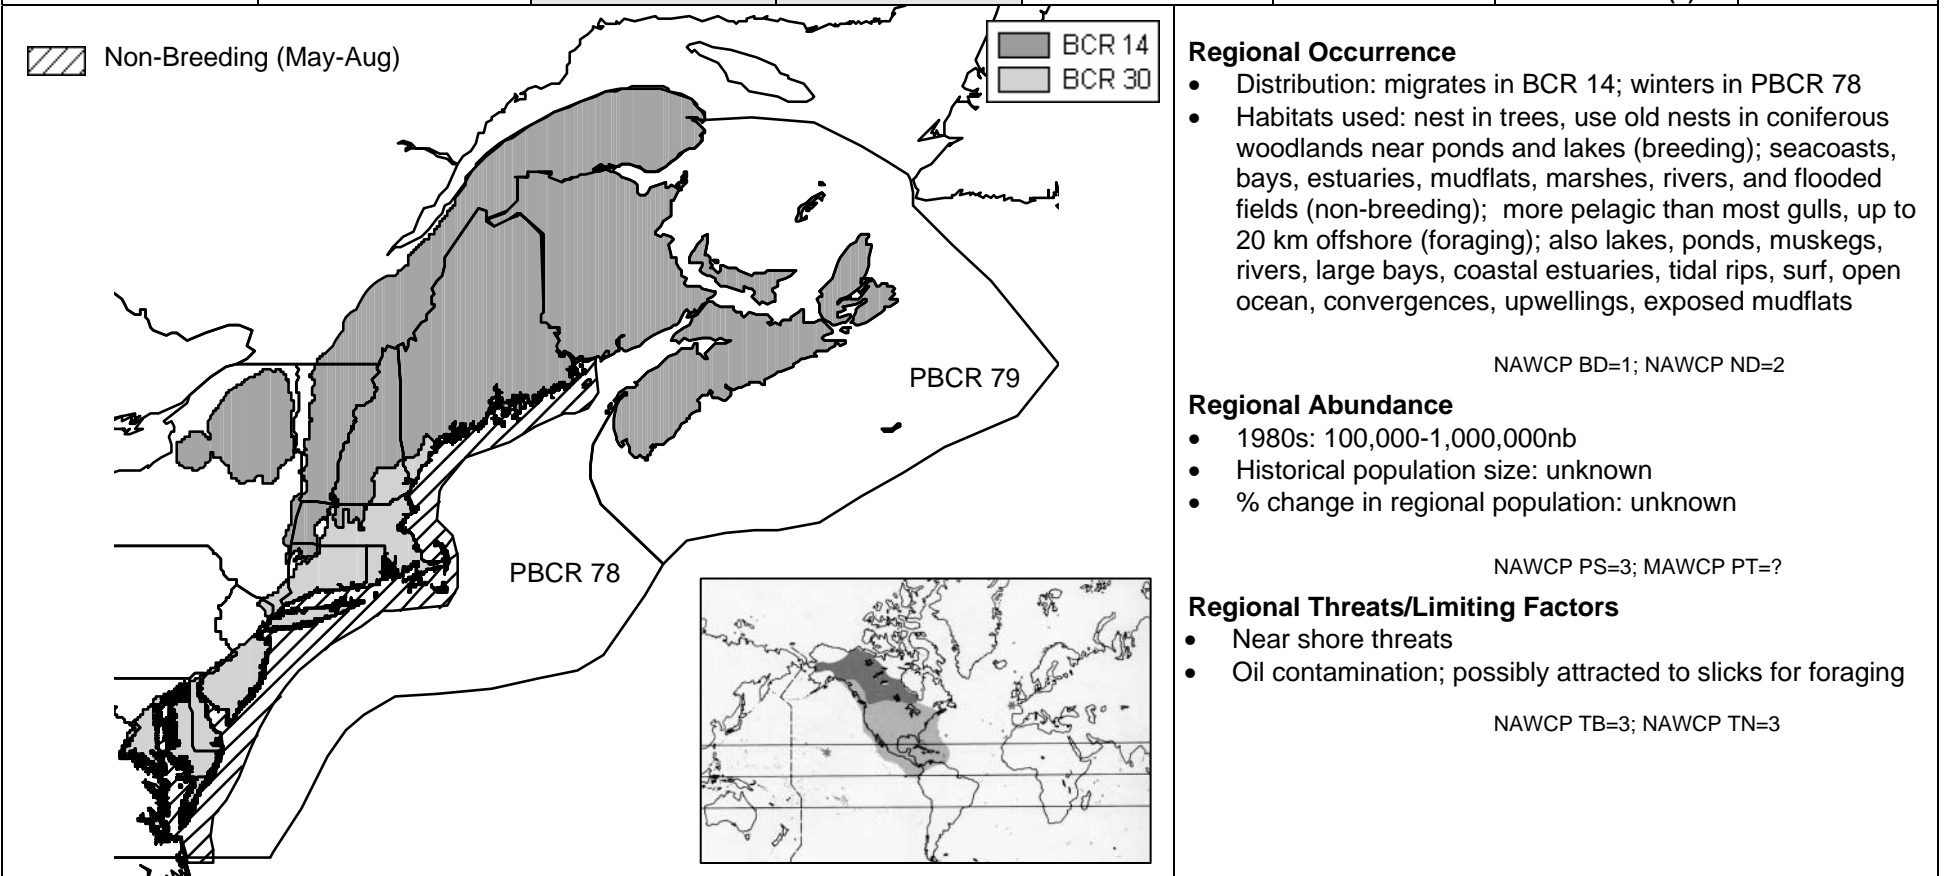 Non-Breeding (May-Aug)
BCR 14
BCR 30
PBCR 79
PBCR 78
Regional Occurrence
• Distribution: migrates in BCR 14; winters in PBCR 78
• Habitats used: nest in trees, use old nests in coniferous
woodlands near ponds and lakes (breeding); seacoasts,
bays, estuaries, mudflats, marshes, rivers, and flooded
fields (non-breeding); more pelagic than most gulls, up to
20 km offshore (foraging); also lakes, ponds, muskegs,
rivers, large bays, coastal estuaries, tidal rips, surf, open
ocean, convergences, upwellings, exposed mudflats
NAWCP BD=1; NAWCP ND=2
Regional Abundance
• 1980s: 100,000-1,000,000nb
• Historical population size: unknown
• % change in regional population: unknown
NAWCP PS=3; MAWCP PT=?
Regional Threats/Limiting Factors
• Near shore threats
• Oil contamination; possibly attracted to slicks for foraging
NAWCP TB=3; NAWCP TN=3